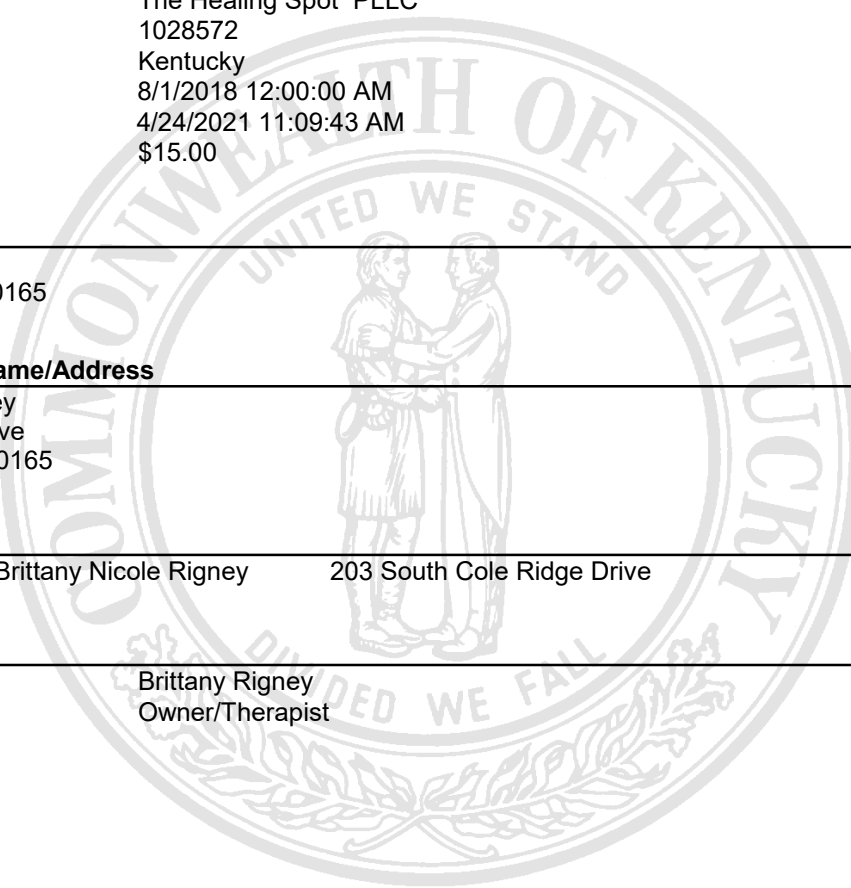 The Healing Spot PLLC
1028572
Kentucky
8/1/2018 12:00:00 AM
4/24/2021 11:09:43 AM
$15.00
COMMONWEALTH OF KENTUCKY
UNITED WE STAND
0165
ame/Address
ey
ve
0165
Brittany Nicole Rigney 203 South Cole Ridge Drive
DIVIDED WE FALL
Brittany Rigney
Owner/Therapist